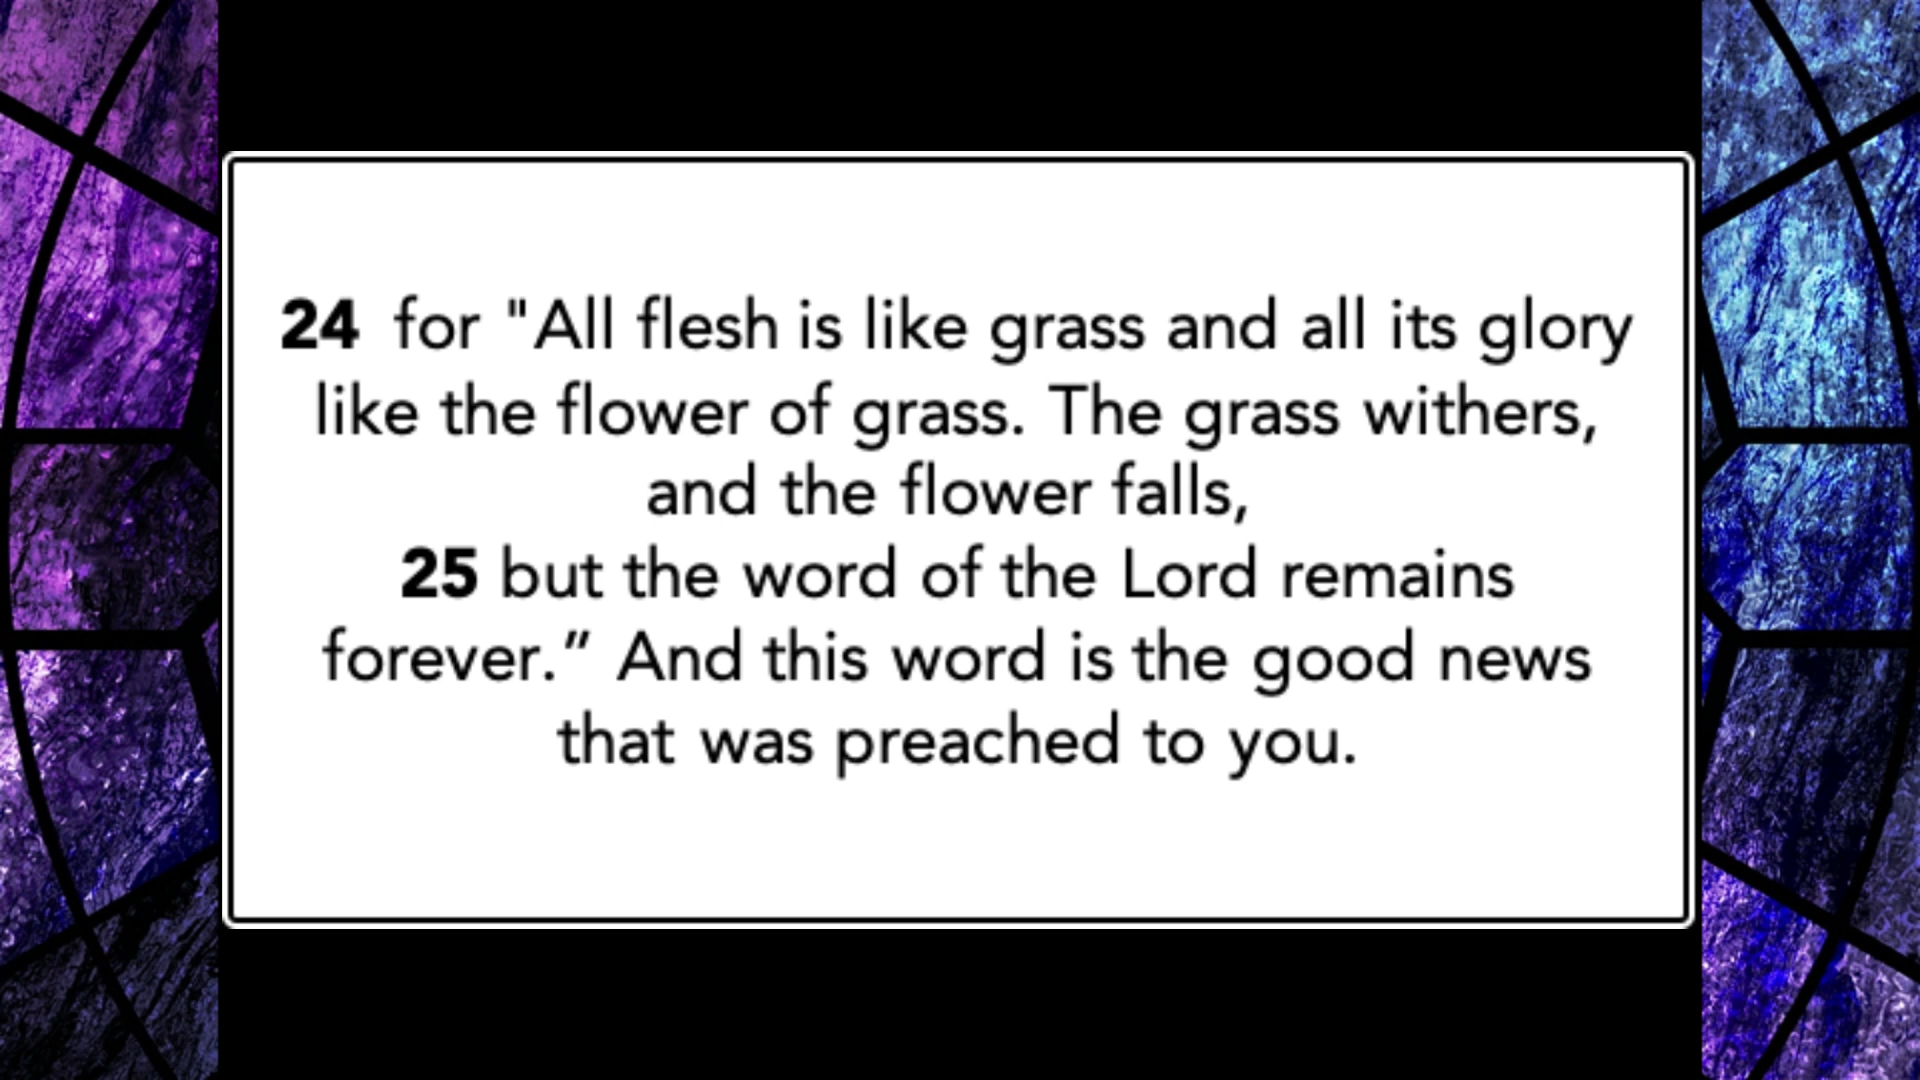 24 for "All flesh is like grass and all its glory
like the flower of grass. The grass withers,
and the flower falls,
25 but the word of the Lord remains
forever.” And this word is the good news
that was preached to you.